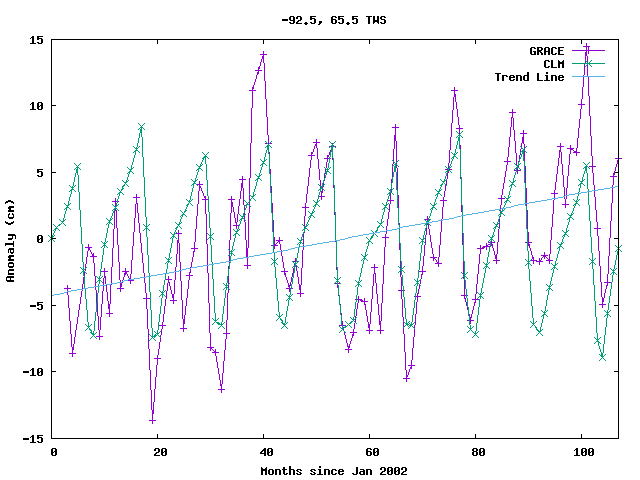 -92.5, 65.5 TWS
GRACE
CLM
Trend Line
15
10
5
0
-5
-10
-15
Anomaly (cm)
0 20 40 60 80 100
Months since Jan 2002